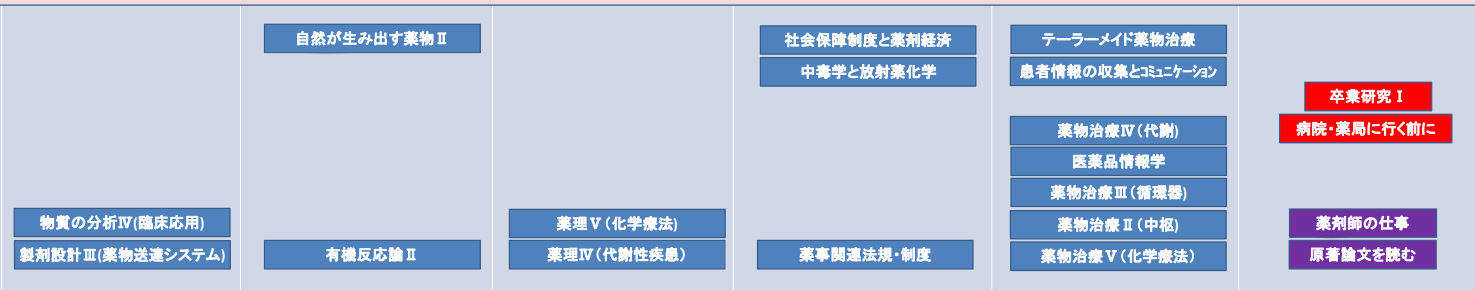 物質の分析Ⅳ(臨床応用)
製剤設計Ⅲ(薬物送達システム)
自然が生み出す薬物Ⅱ
有機反応論Ⅱ
薬理Ⅴ(化学療法)
薬理Ⅳ(代謝性疾患)
社会保障制度と薬剤経済
中毒学と放射薬化学
薬事関連法規・制度
テーラーメイド薬物治療
患者情報の収集とコミュニケーション
薬物治療Ⅳ(代謝)
医薬品情報学
薬物治療Ⅲ(循環器)
薬物治療Ⅱ(中枢)
薬物治療Ⅴ(化学療法)
卒業研究Ⅰ
病院・薬局に行く前に
薬剤師の仕事
原著論文を読む